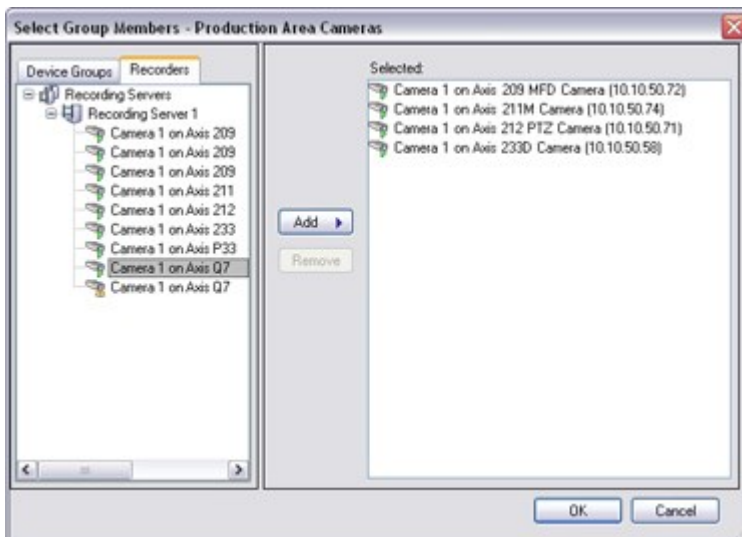 Select Group Members - Production Area Cameras
Device Groups
Recorders
Recording Servers
Recording Server 1
Camera 1 on Axis 209
Camera 1 on Axis 209
Camera 1 on Axis 209
Camera 1 on Axis 211
Camera 1 on Axis 212
Camera 1 on Axis 233
Camera 1 on Axis P33
Camera 1 on Axis Q7
Camera 1 on Axis Q7
Add
Remove
Selected:
Camera 1 on Axis 209 MFD Camera (10.10.50.72)
Camera 1 on Axis 211M Camera (10.10.50.74)
Camera 1 on Axis 212 PTZ Camera (10.10.50.71)
Camera 1 on Axis 233D Camera (10.10.50.58)
OK
Cancel